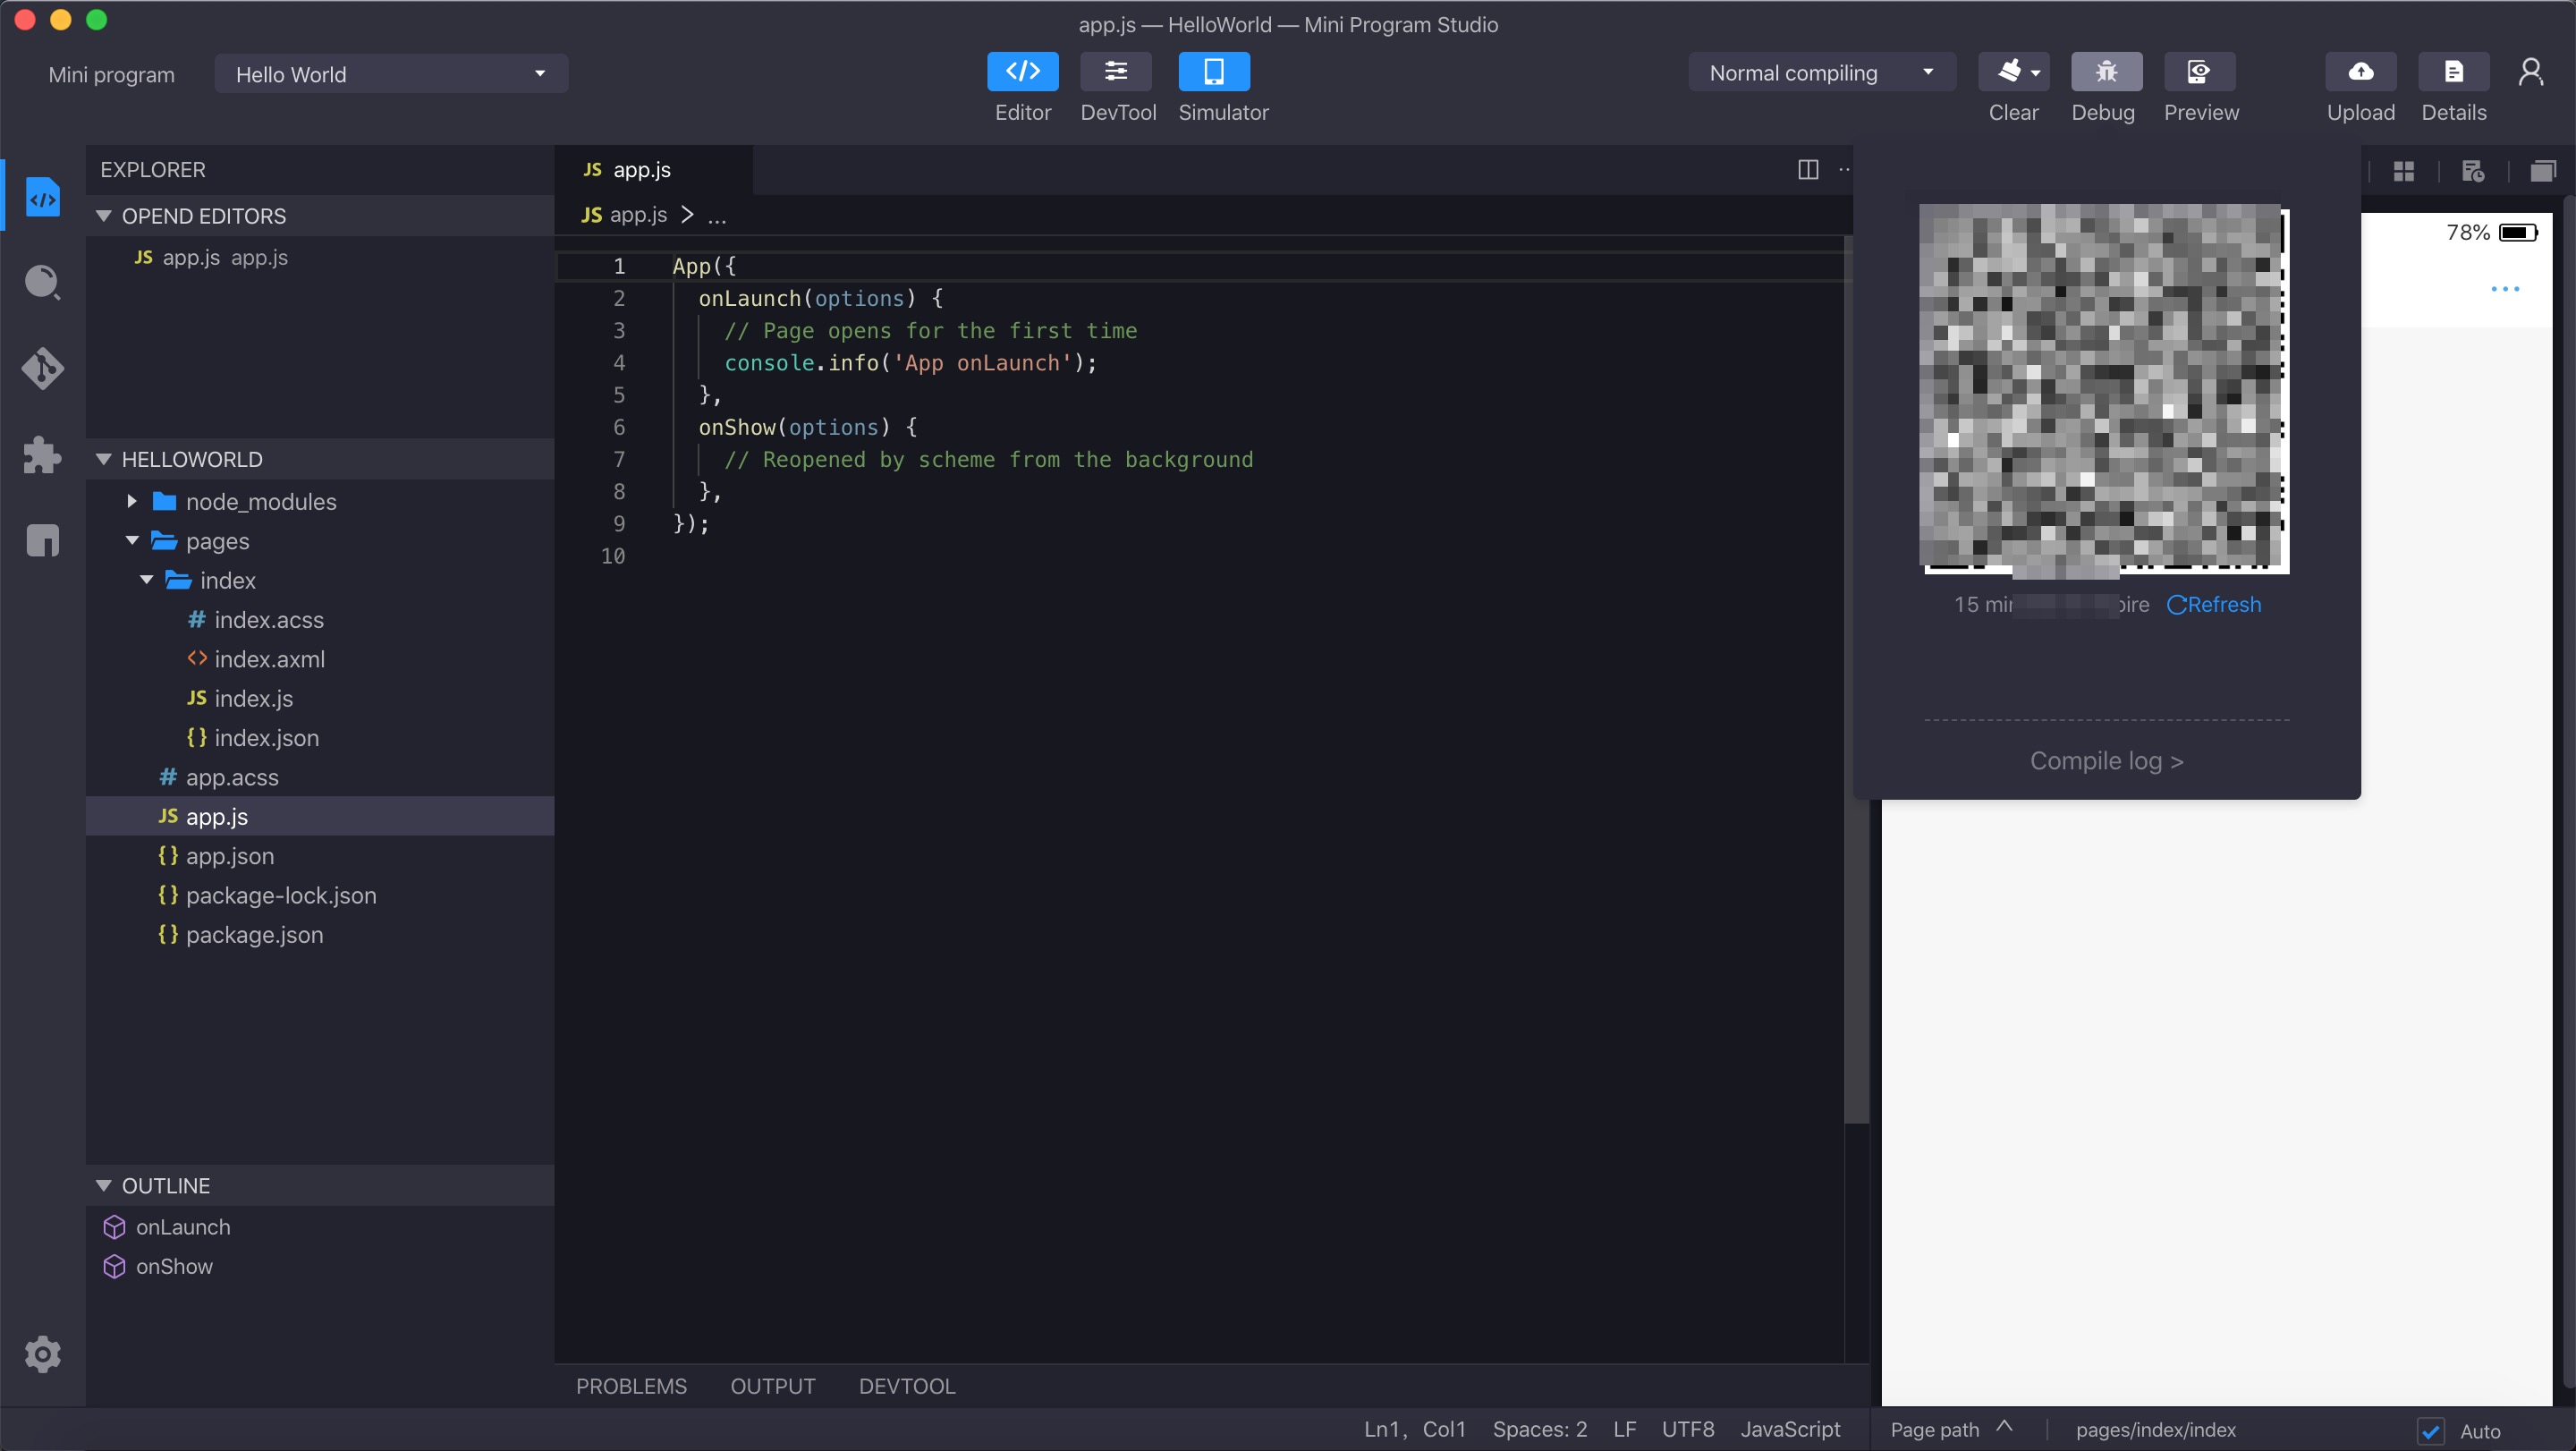 app.js — HelloWorld — Mini Program Studio
Mini program
Hello World
Editor
DevTool
Simulator
Normal compiling
Clear
Debug
Preview
Upload
Details
EXPLORER
OPEND EDITORS
JS app.js app.js
HELLOWORLD
node_modules
pages
index
# index.acss
<> index.axml
JS index.js
{} index.json
# app.acss
JS app.js
{} app.json
{} package-lock.json
{} package.json
OUTLINE
onLaunch
onShow
JS app.js
JS app.js > ...
1 App({
2 onLaunch(options) {
3 // Page opens for the first time
4 console.info('App onLaunch');
5 },
6 onShow(options) {
7 // Reopened by scheme from the background
8 },
9 });
10
78%
15 Refresh
Compile log >
PROBLEMS OUTPUT DEVTOOL
Ln1, Col1 Spaces: 2 LF UTF8 JavaScript
Page path pages/index/index Auto